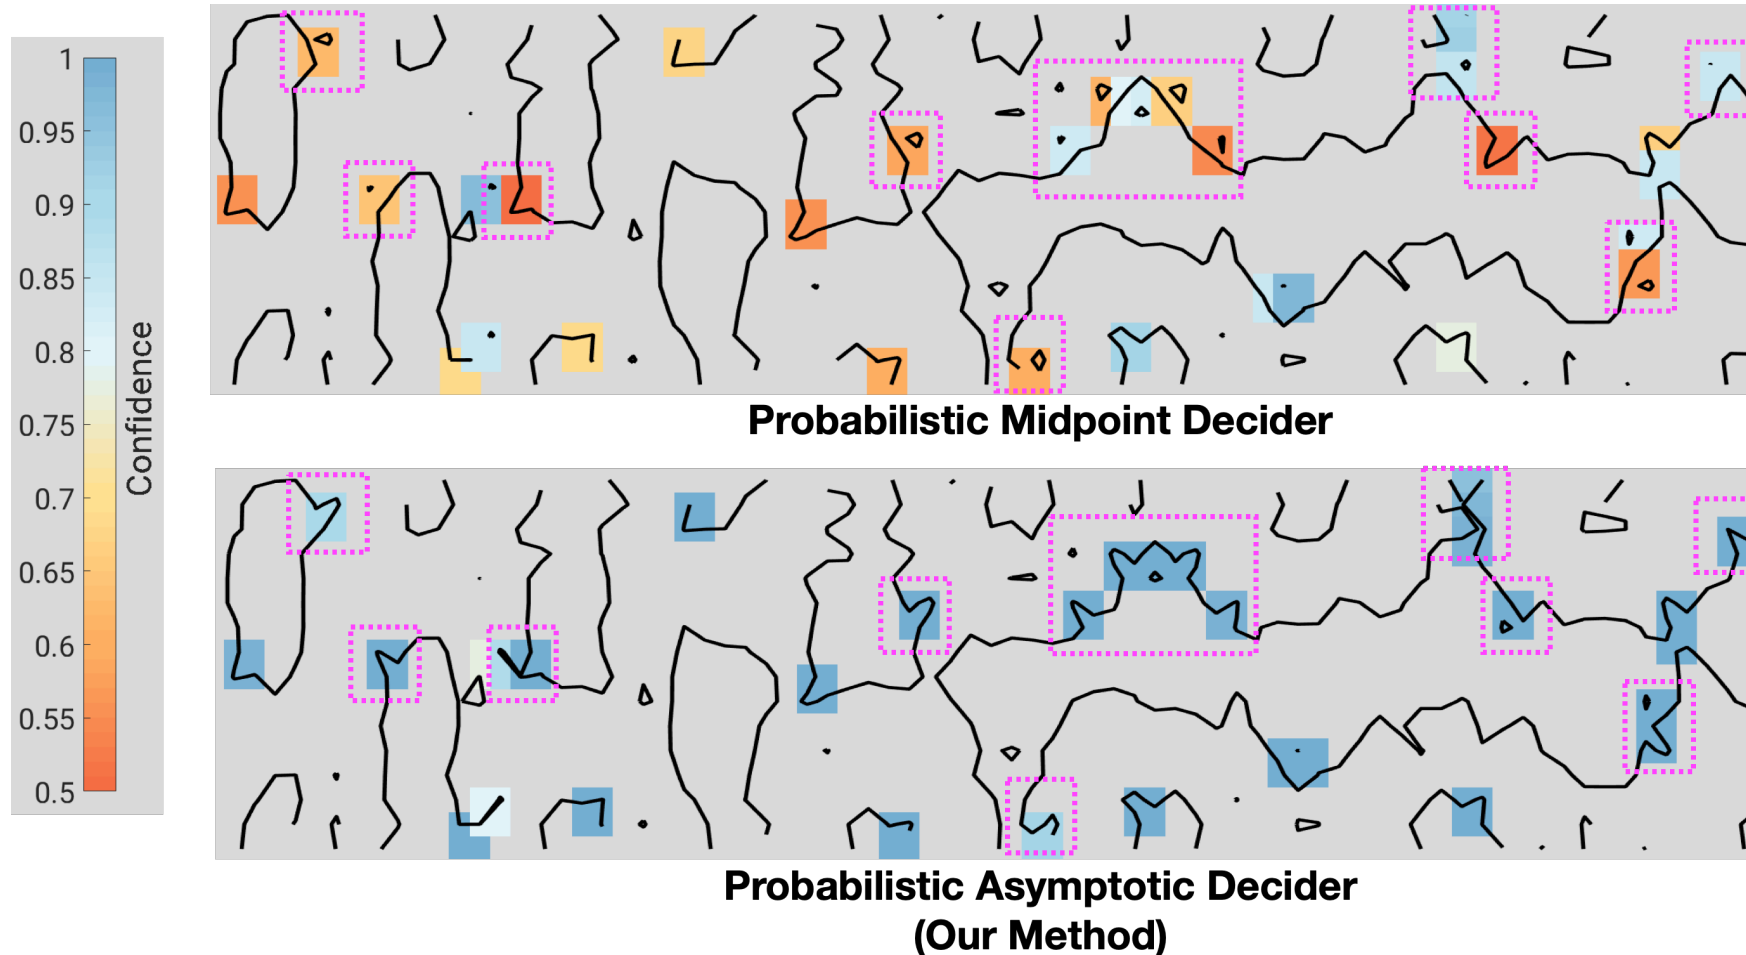 1
0.95
0.9
0.85
0.8
0.75
0.7
0.65
0.6
0.55
0.5
Confidence
Probabilistic Midpoint Decider
Probabilistic Asymptotic Decider
(Our Method)